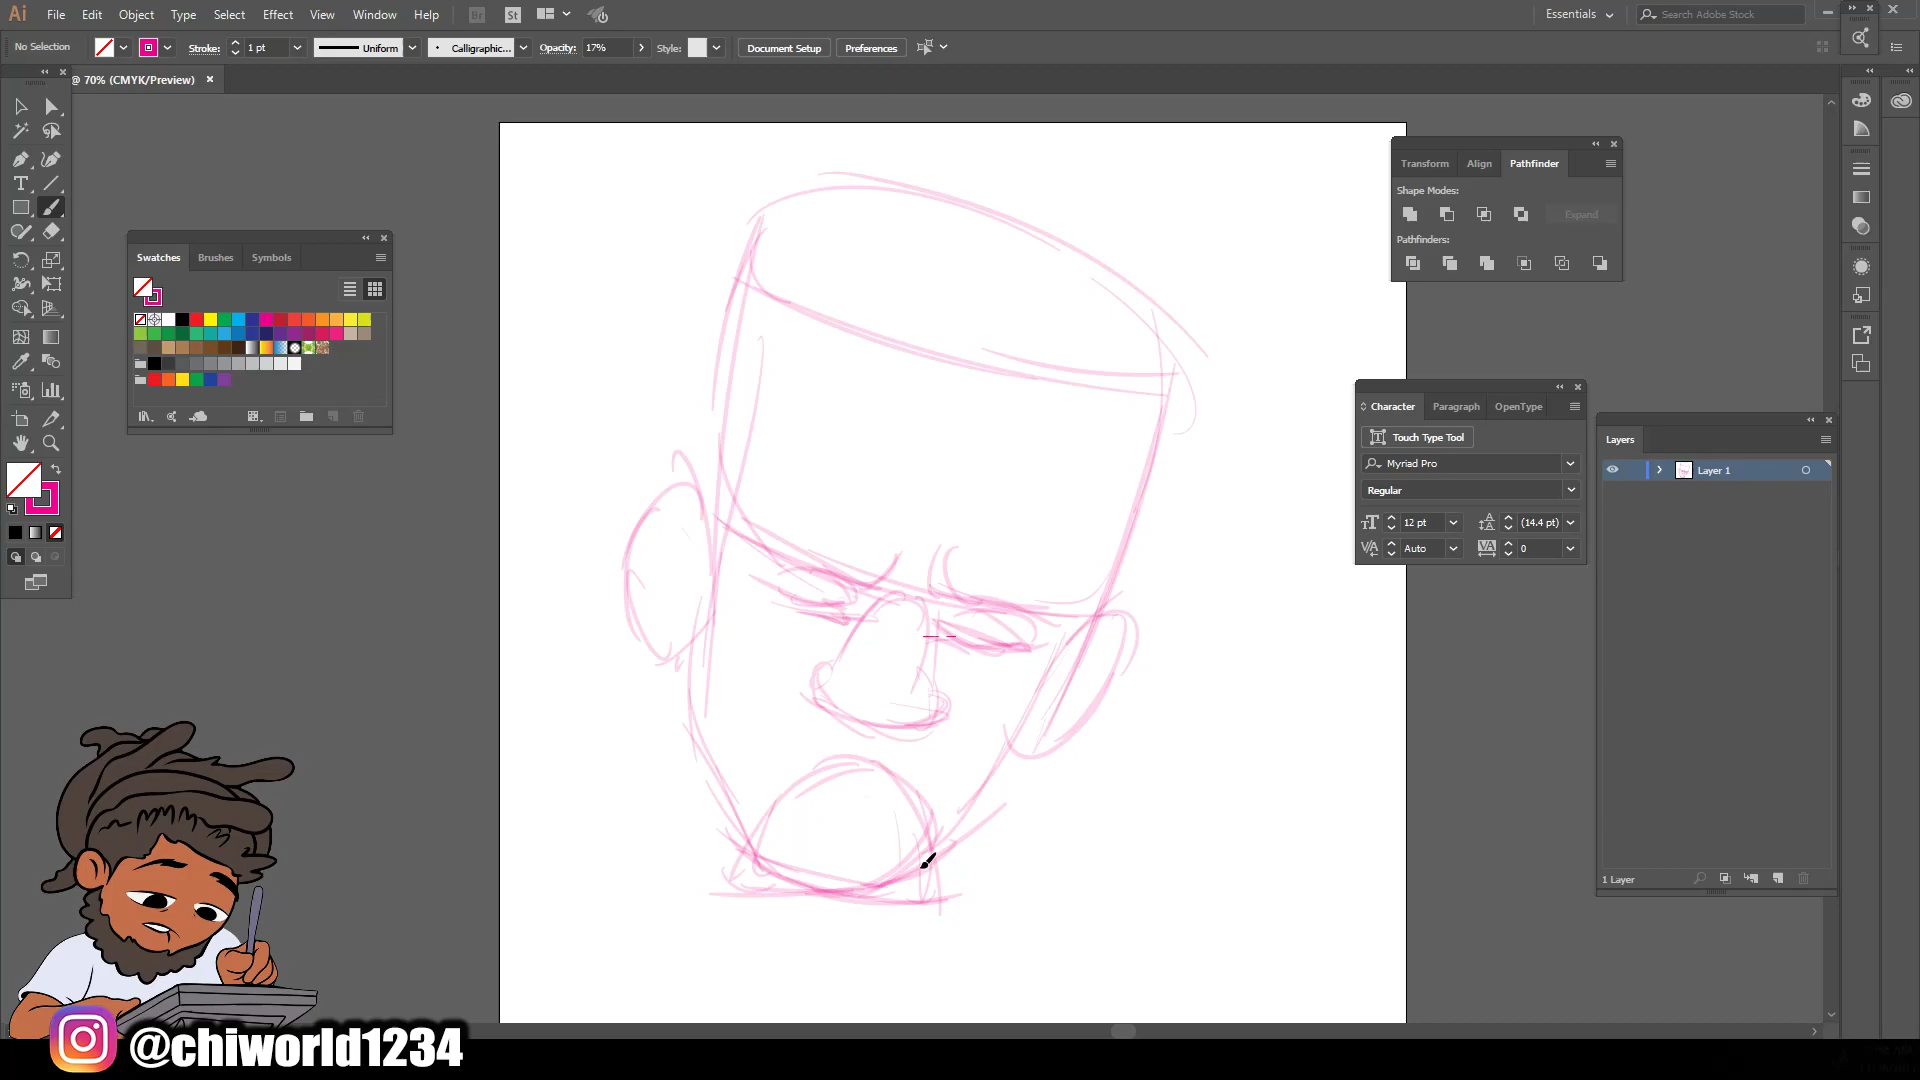 Ai File Edit Object Type Select Effect View Window Help Br St Essentials Search Adobe Stock
No Selection Stroke: 1 pt Uniform Calligraphic... Opacity: 17% Style: Document Setup Preferences
@ 70% (CMYK/Preview)
Transform Align Pathfinder
Shape Modes:
Expand
Pathfinders:
Swatches Brushes Symbols
Character Paragraph OpenType
Touch Type Tool
Myriad Pro
Regular
12 pt (14.4 pt)
Auto 0
Layers
Layer 1
1 Layer
@chiworld1234